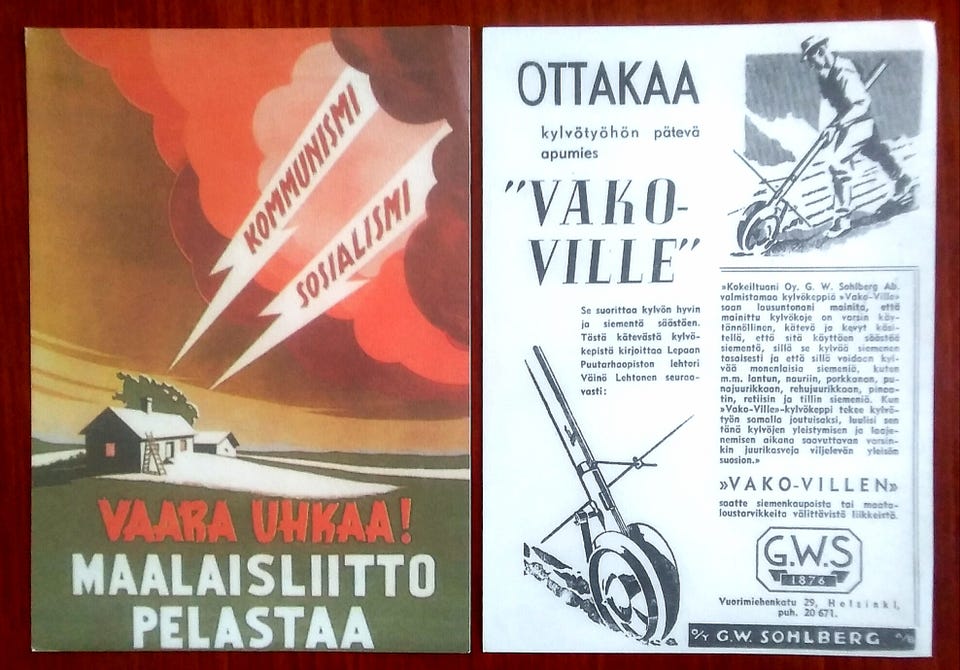 KOMMUNISMI
SOSIALISMI
VAARA UHKAA!
MAALAISLIITTO
PELASTAA
OTTAKAA
kylvötyöhön pätevä
apumies
"VAKO-
VILLE"
Se suorittaa kylvön hyvin
ja siementä säästäen.
Tästä kätevästä kylvö-
kepistä kirjoittaa Lepaan
Puutarhaopiston lehtori
Väinö Lehtonen seuraa-
vasti:
»Kokeiltuani Oy. G. W. Sohlberg Ab.
valmistamaa kylvökeppiä »Vako-Ville»
saan lausuntonani mainita, että
mainittu kylvökoje on varsin käy-
tännöllinen, kätevä ja kevyt käsi-
tellä, että sitä käyttäen säästää
siementä, sillä se kylvää siemenen
tasaisesti ja että sillä voidaan kyl-
vää monenlaisia siemeniä, kuten
m.m. lantun, nauriin, porkkanan, pu-
najuurikkaan, rehujuurikkaan, pinaa-
tin, retiisin ja tillin siemeniä. Kun
»Vako-Ville»-kylvökeppi tekee kylvö-
työn somalla joutuisaksi, luulisi sen
tänä kylvöjen yleistymisen ja laaje-
nemisen aikana saavuttavan varsin-
kin juurikasveja viljelevän yleisön
suosion.»
»VAKO-VILLEN»
saatte siemenkaupoista tai maata-
loustarvikkeita välittävistä liikkeistä.
G.W.S
1876
Vuorimiehenkatu 29, Helsinki,
puh. 20 671.
O/Y G.W. SOHLBERG A/B